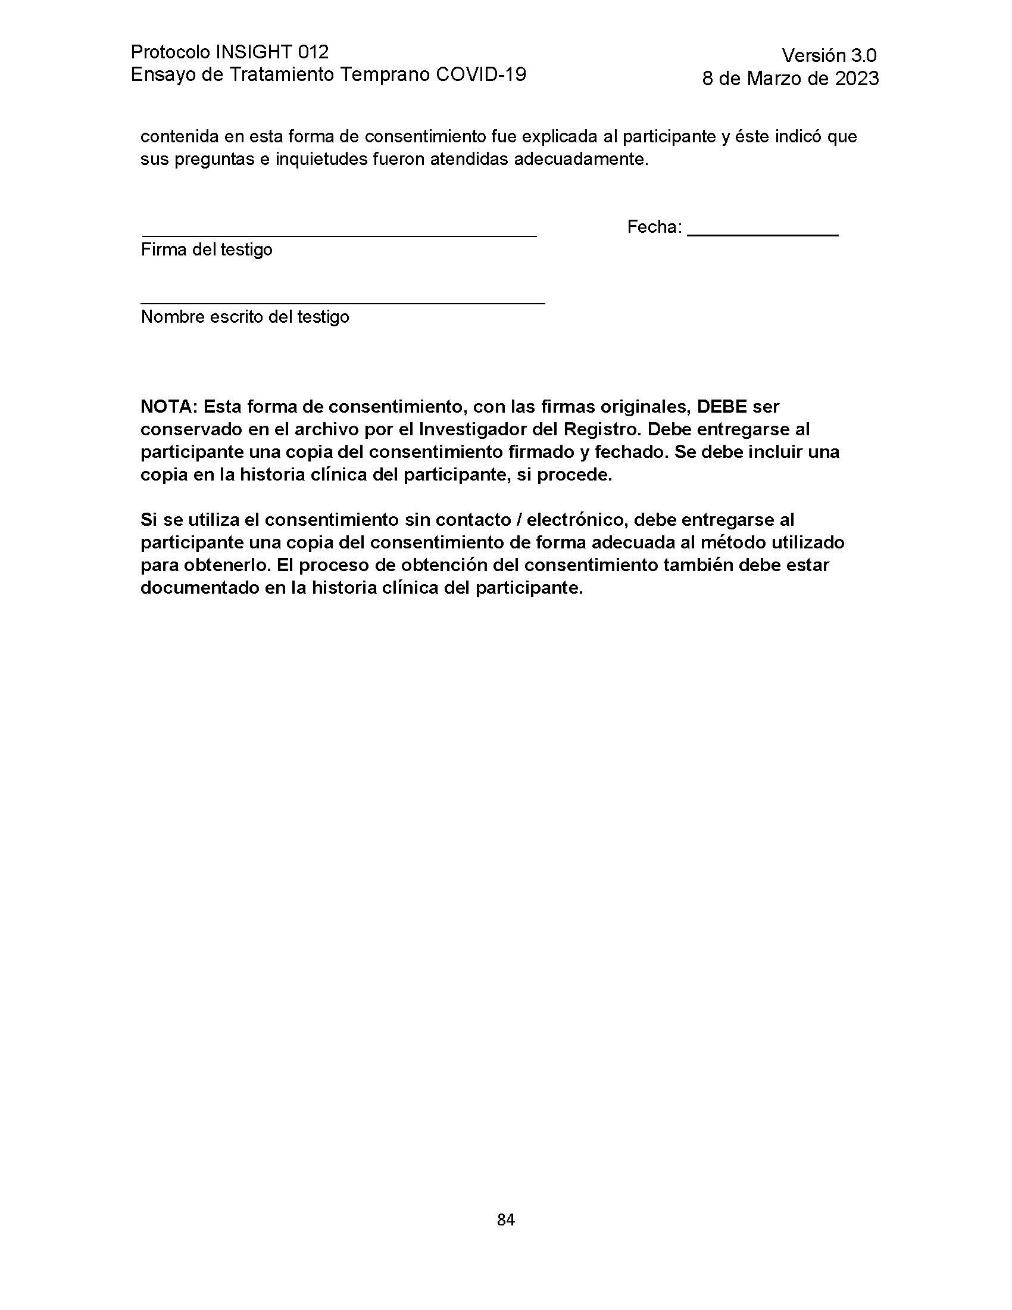 Protocolo INSIGHT 012
Ensayo de Tratamiento Temprano COVID-19
Versión 3.0
8 de Marzo de 2023
contenida en esta forma de consentimiento fue explicada al participante y éste indicó que
sus preguntas e inquietudes fueron atendidas adecuadamente.
Fecha:
Firma del testigo
Nombre escrito del testigo
NOTA: Esta forma de consentimiento, con las firmas originales, DEBE ser
conservado en el archivo por el Investigador del Registro. Debe entregarse al
participante una copia del consentimiento firmado y fechado. Se debe incluir una
copia en la historia clínica del participante, si procede.
Si se utiliza el consentimiento sin contacto / electrónico, debe entregarse al
participante una copia del consentimiento de forma adecuada al método utilizado
para obtenerlo. El proceso de obtención del consentimiento también debe estar
documentado en la historia clínica del participante.
84